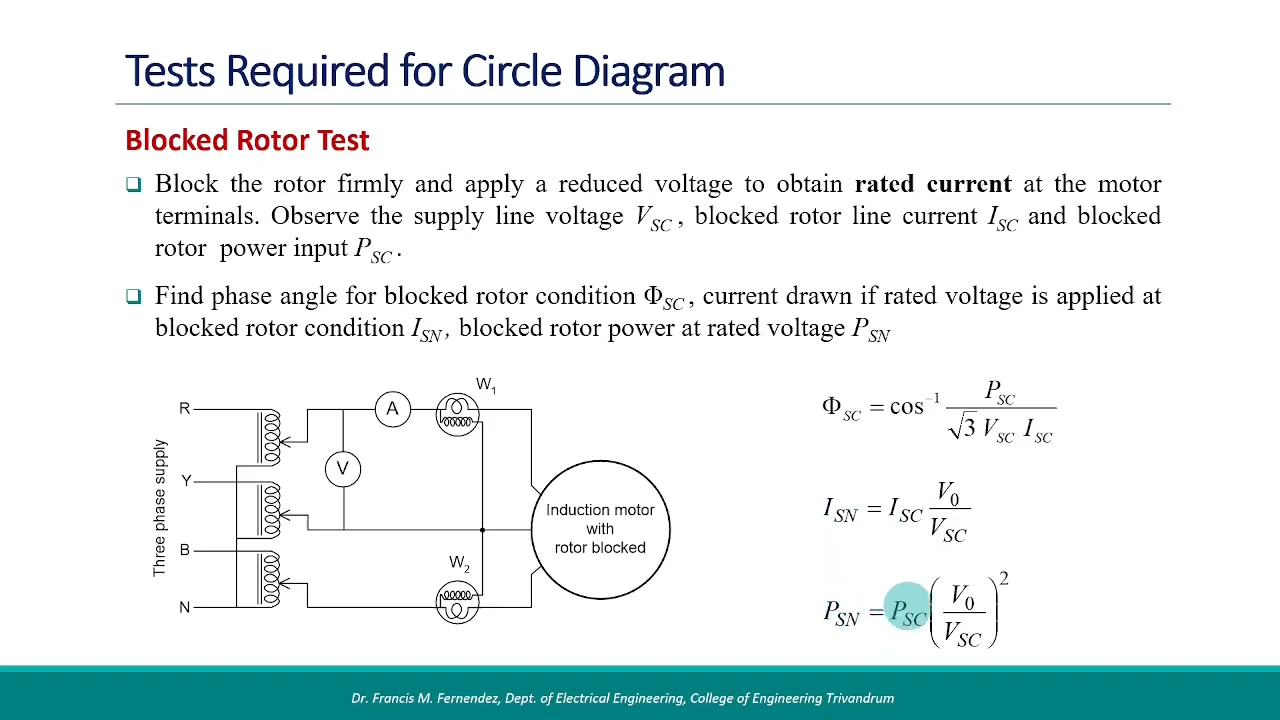 Tests Required for Circle Diagram
Blocked Rotor Test
❑ Block the rotor firmly and apply a reduced voltage to obtain rated current at the motor
terminals. Observe the supply line voltage V_SC , blocked rotor line current I_SC and blocked
rotor power input P_SC .
❑ Find phase angle for blocked rotor condition Φ_SC , current drawn if rated voltage is applied at
blocked rotor condition I_SN , blocked rotor power at rated voltage P_SN
Three phase supply
R
Y
B
N
A
V
W1
W2
Induction motor
with
rotor blocked
Φ_SC = cos^–1 P_SC / √3 V_SC I_SC
I_SN = I_SC V_0 / V_SC
P_SN = P_SC (V_0 / V_SC)^2
Dr. Francis M. Fernendez, Dept. of Electrical Engineering, College of Engineering Trivandrum